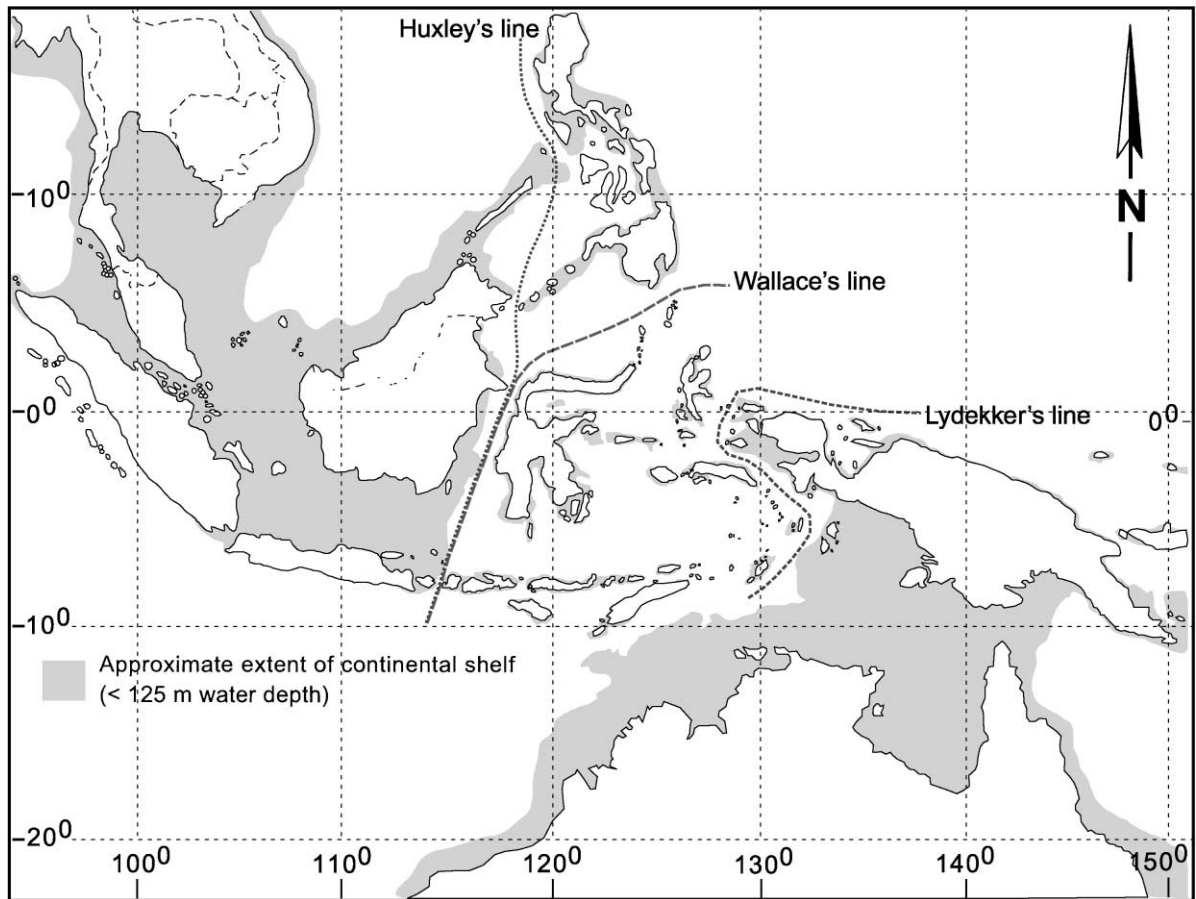 Huxley's line
N
–10⁰
Wallace's line
–0⁰
Lydekker's line
0⁰
–10⁰
Approximate extent of continental shelf
(< 125 m water depth)
–20⁰
100⁰ 110⁰ 120⁰ 130⁰ 140⁰ 150⁰